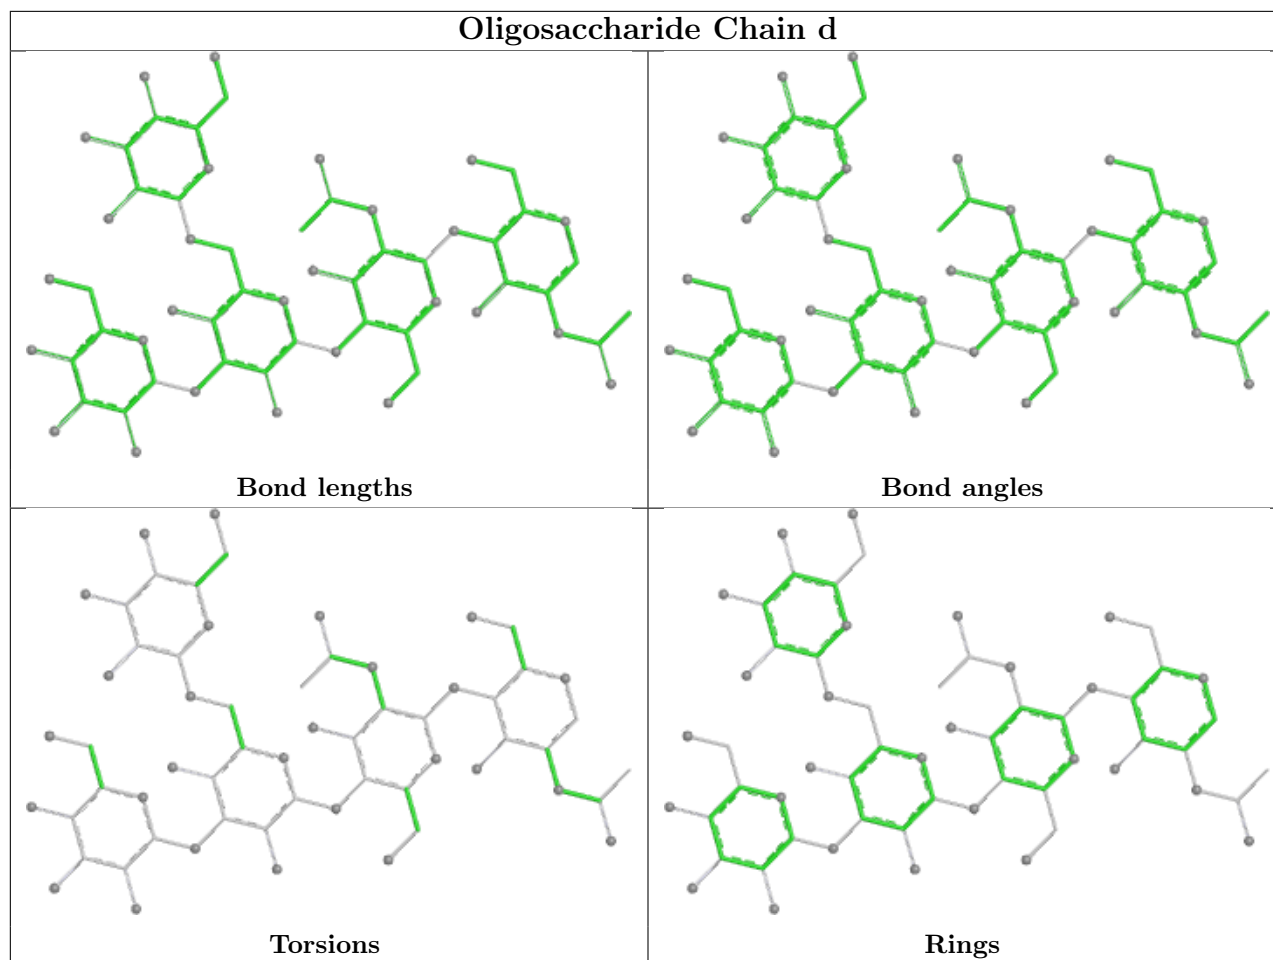 Oligosaccharide Chain d
Bond lengths
Bond angles
Torsions
Rings